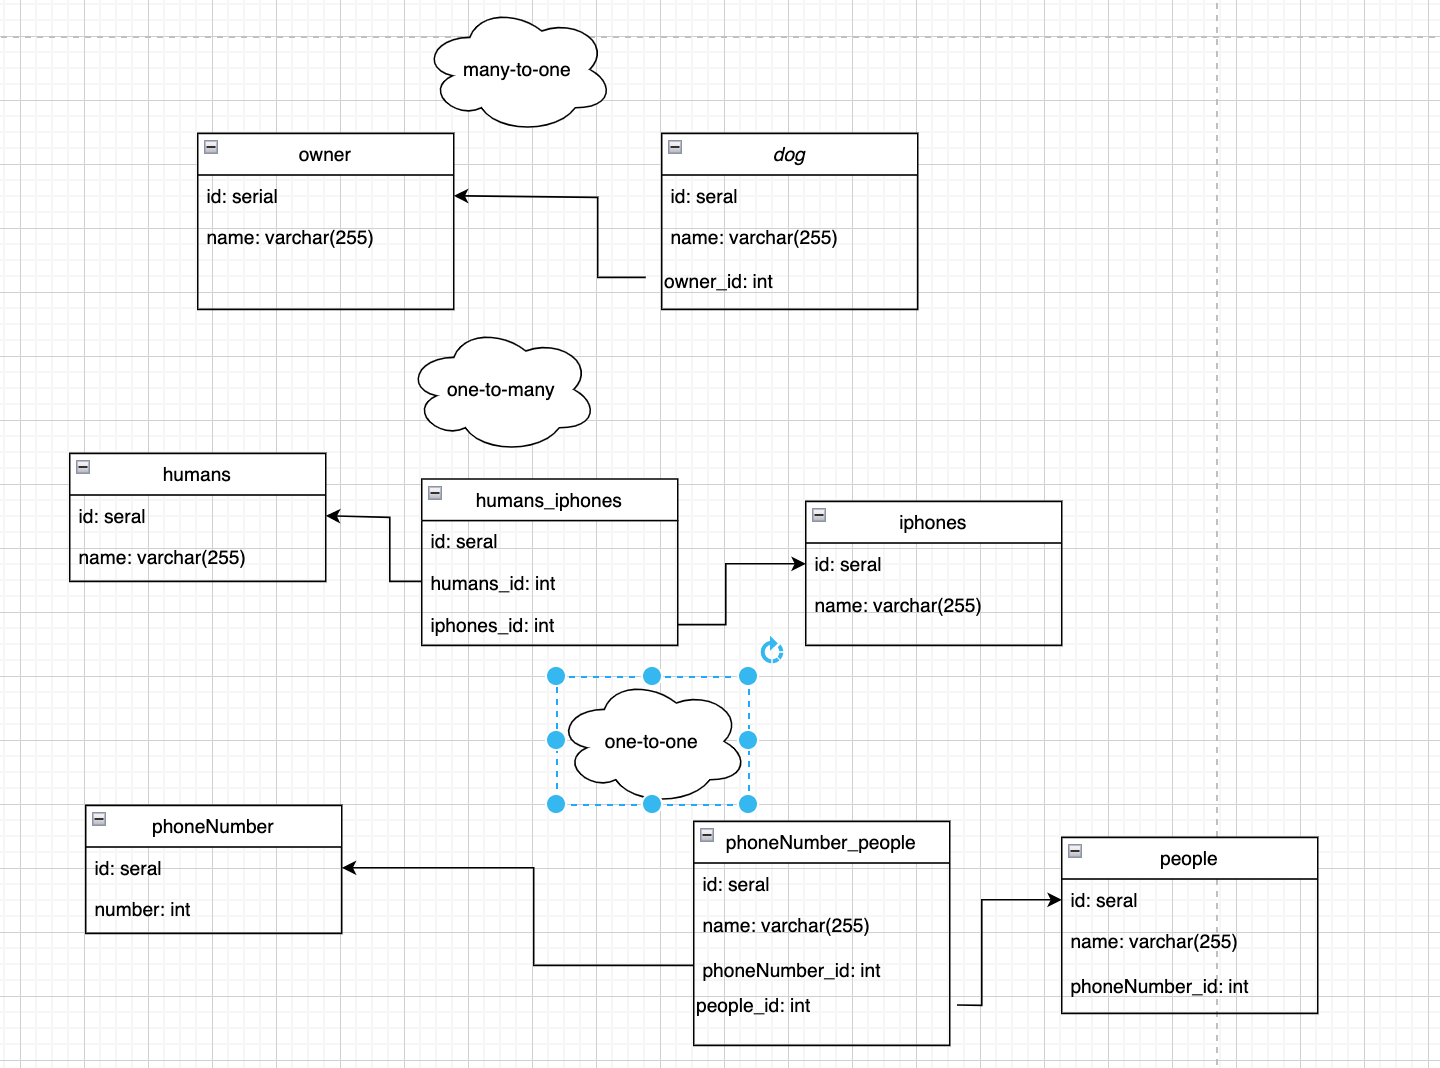 many-to-one
owner
id: serial
name: varchar(255)
dog
id: seral
name: varchar(255)
owner_id: int
one-to-many
humans
id: seral
name: varchar(255)
humans_iphones
id: seral
humans_id: int
iphones_id: int
iphones
id: seral
name: varchar(255)
one-to-one
phoneNumber
id: seral
number: int
phoneNumber_people
id: seral
name: varchar(255)
phoneNumber_id: int
people_id: int
people
id: seral
name: varchar(255)
phoneNumber_id: int